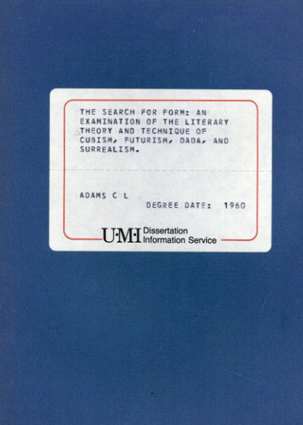 THE SEARCH FOR FORM: AN
EXAMINATION OF THE LITERARY
THEORY AND TECHNIQUE OF
CUBISM, FUTURISM, DADA, AND
SURREALISM.
ADAMS C L
DEGREE DATE: 1960
U·M·I Dissertation
Information Service